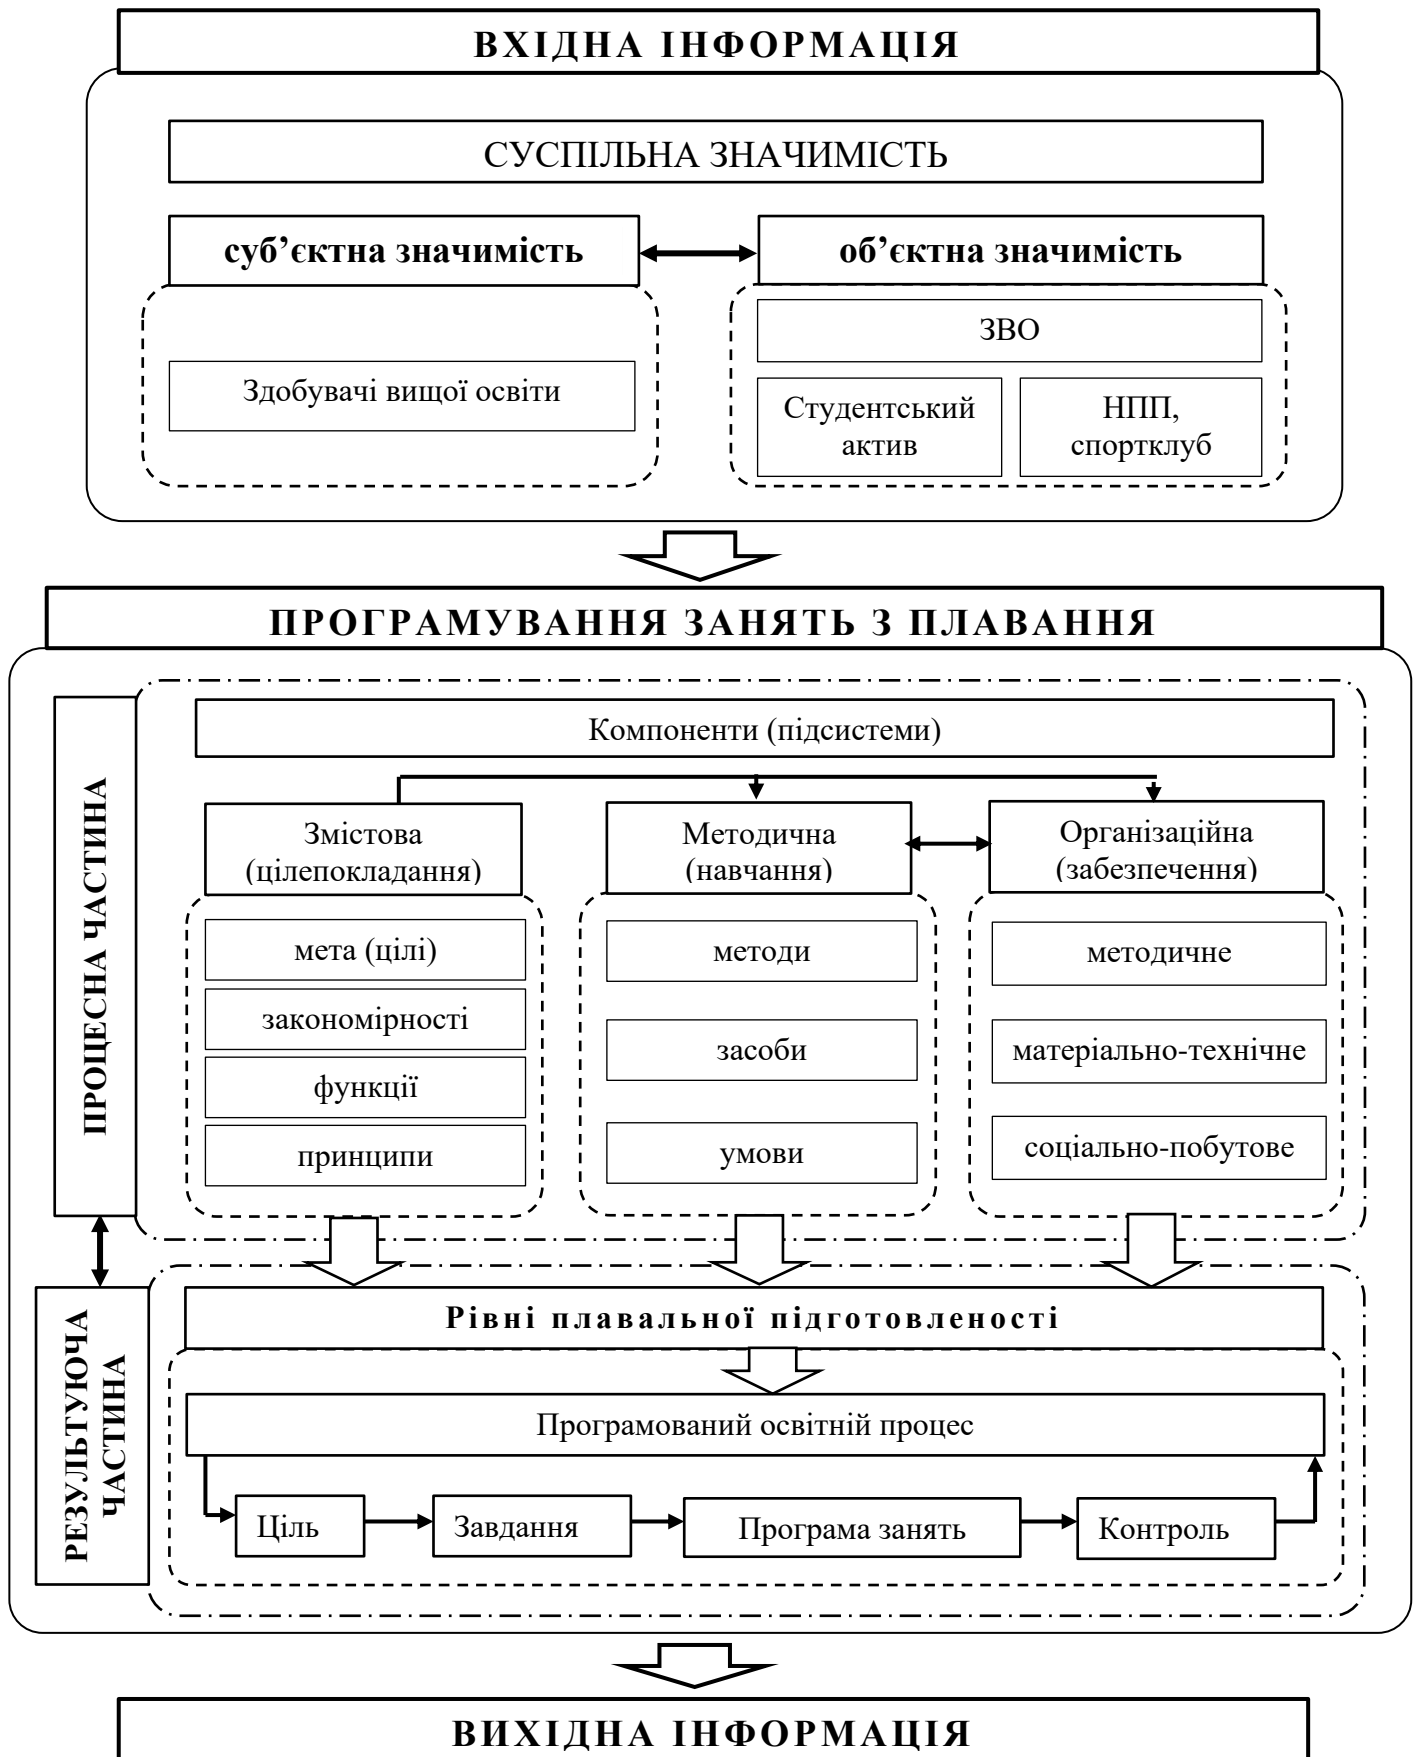 ВХІДНА ІНФОРМАЦІЯ
СУСПІЛЬНА ЗНАЧИМІСТЬ
суб’єктна значимість
об’єктна значимість
Здобувачі вищої освіти
ЗВО
Студентський
актив
НПП,
спортклуб
ПРОГРАМУВАННЯ ЗАНЯТЬ З ПЛАВАННЯ
ПРОЦЕСНА ЧАСТИНА
Компоненти (підсистеми)
Змістова
(цілепокладання)
Методична
(навчання)
Організаційна
(забезпечення)
мета (цілі)
закономірності
функції
принципи
методи
засоби
умови
методичне
матеріально-технічне
соціально-побутове
РЕЗУЛЬТУЮЧА
ЧАСТИНА
Рівні плавальної підготовленості
Програмований освітній процес
Ціль
Завдання
Програма занять
Контроль
ВИХІДНА ІНФОРМАЦІЯ